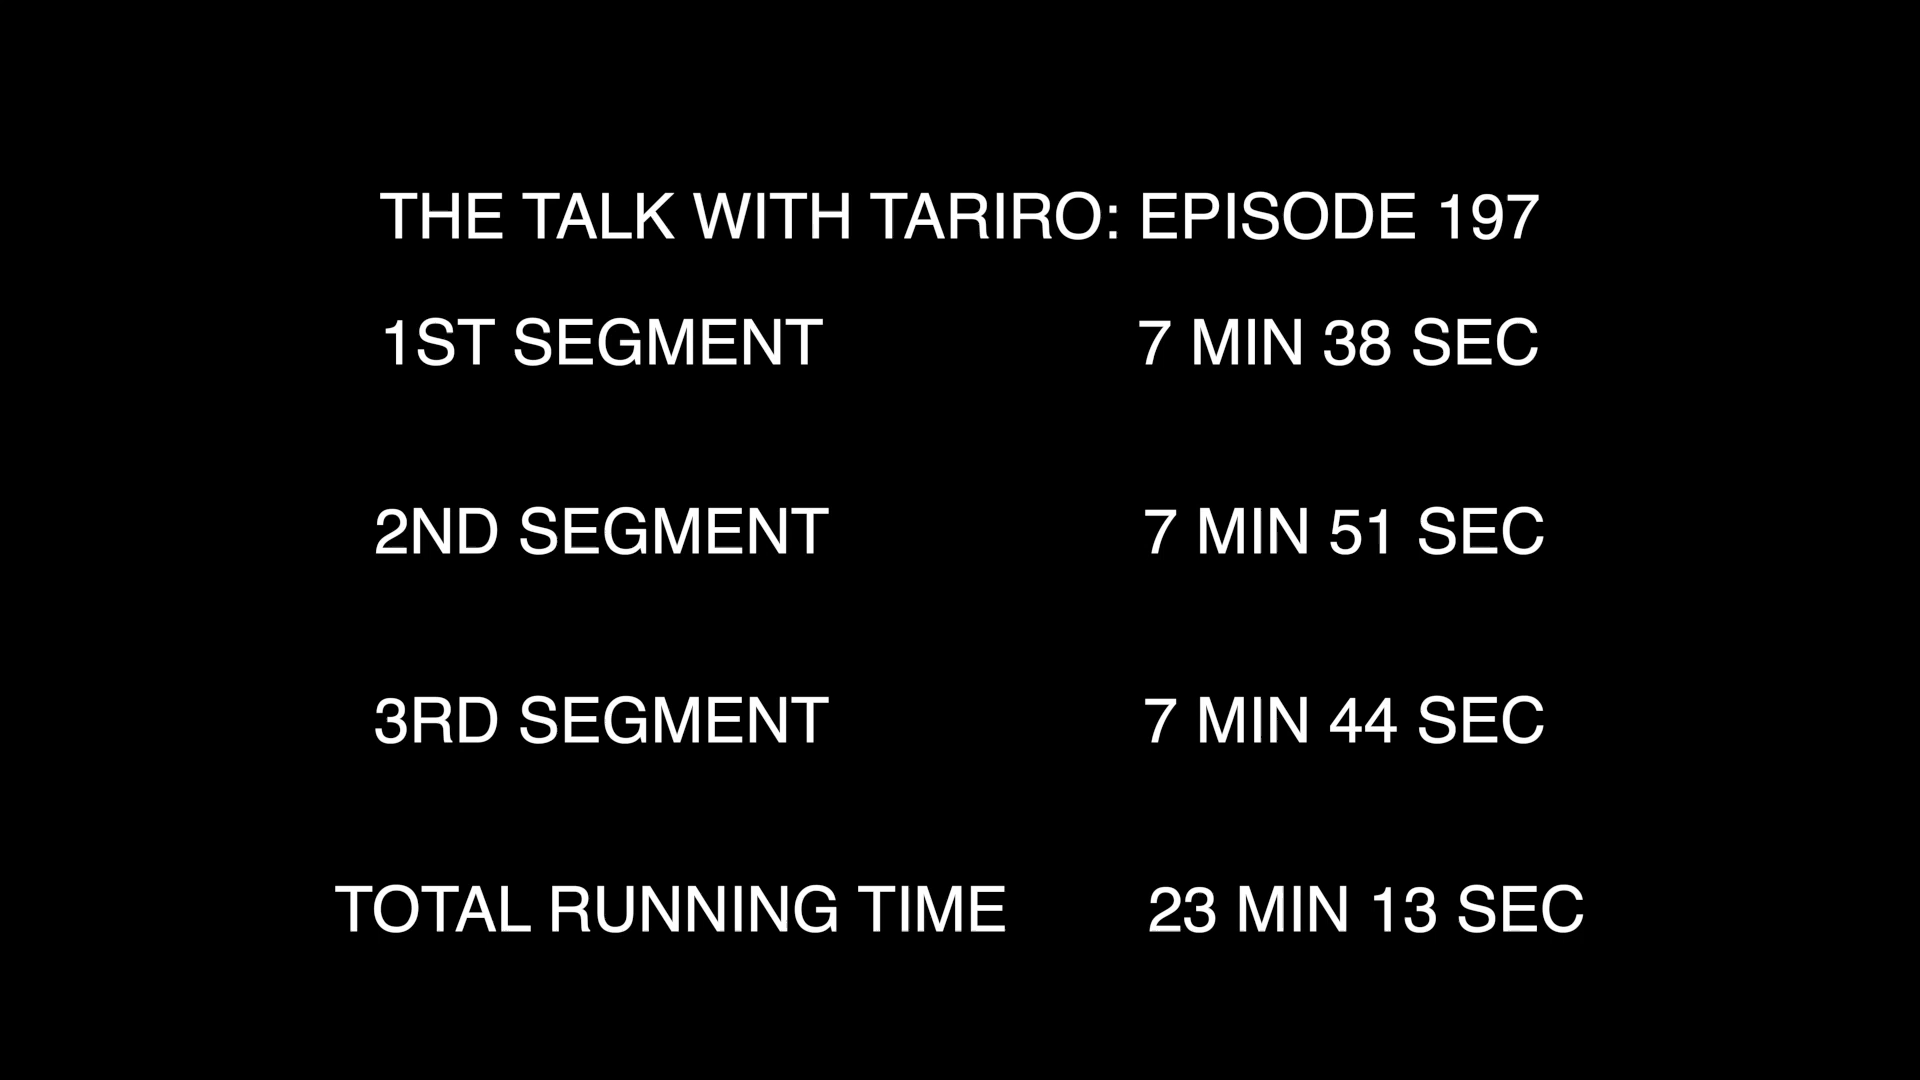 THE TALK WITH TARIRO: EPISODE 197
1ST SEGMENT 7 MIN 38 SEC
2ND SEGMENT 7 MIN 51 SEC
3RD SEGMENT 7 MIN 44 SEC
TOTAL RUNNING TIME 23 MIN 13 SEC